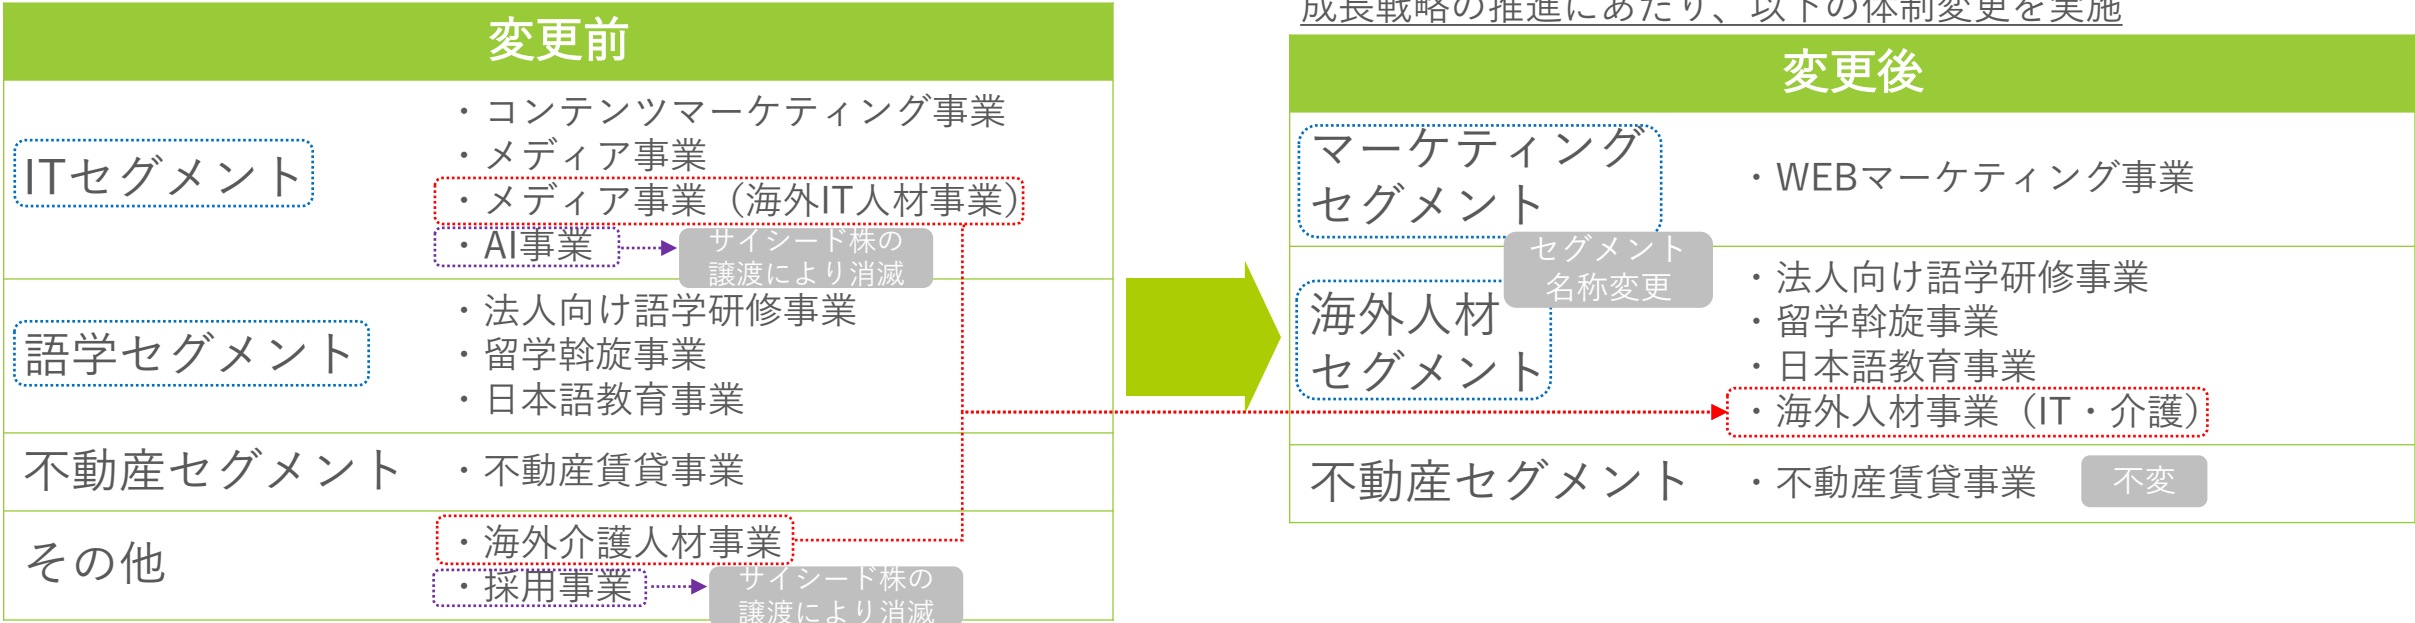 成長戦略の推進にあたり、以下の体制変更を実施
変更前
ITセグメント
・コンテンツマーケティング事業
・メディア事業
・メディア事業（海外IT人材事業）
・AI事業
サイシード株の
譲渡により消滅
語学セグメント
・法人向け語学研修事業
・留学斡旋事業
・日本語教育事業
不動産セグメント
・不動産賃貸事業
その他
・海外介護人材事業
・採用事業
サイシード株の
譲渡により消滅
変更後
マーケティング
セグメント
・WEBマーケティング事業
セグメント
名称変更
海外人材
セグメント
・法人向け語学研修事業
・留学斡旋事業
・日本語教育事業
・海外人材事業（IT・介護）
不動産セグメント
・不動産賃貸事業
不変